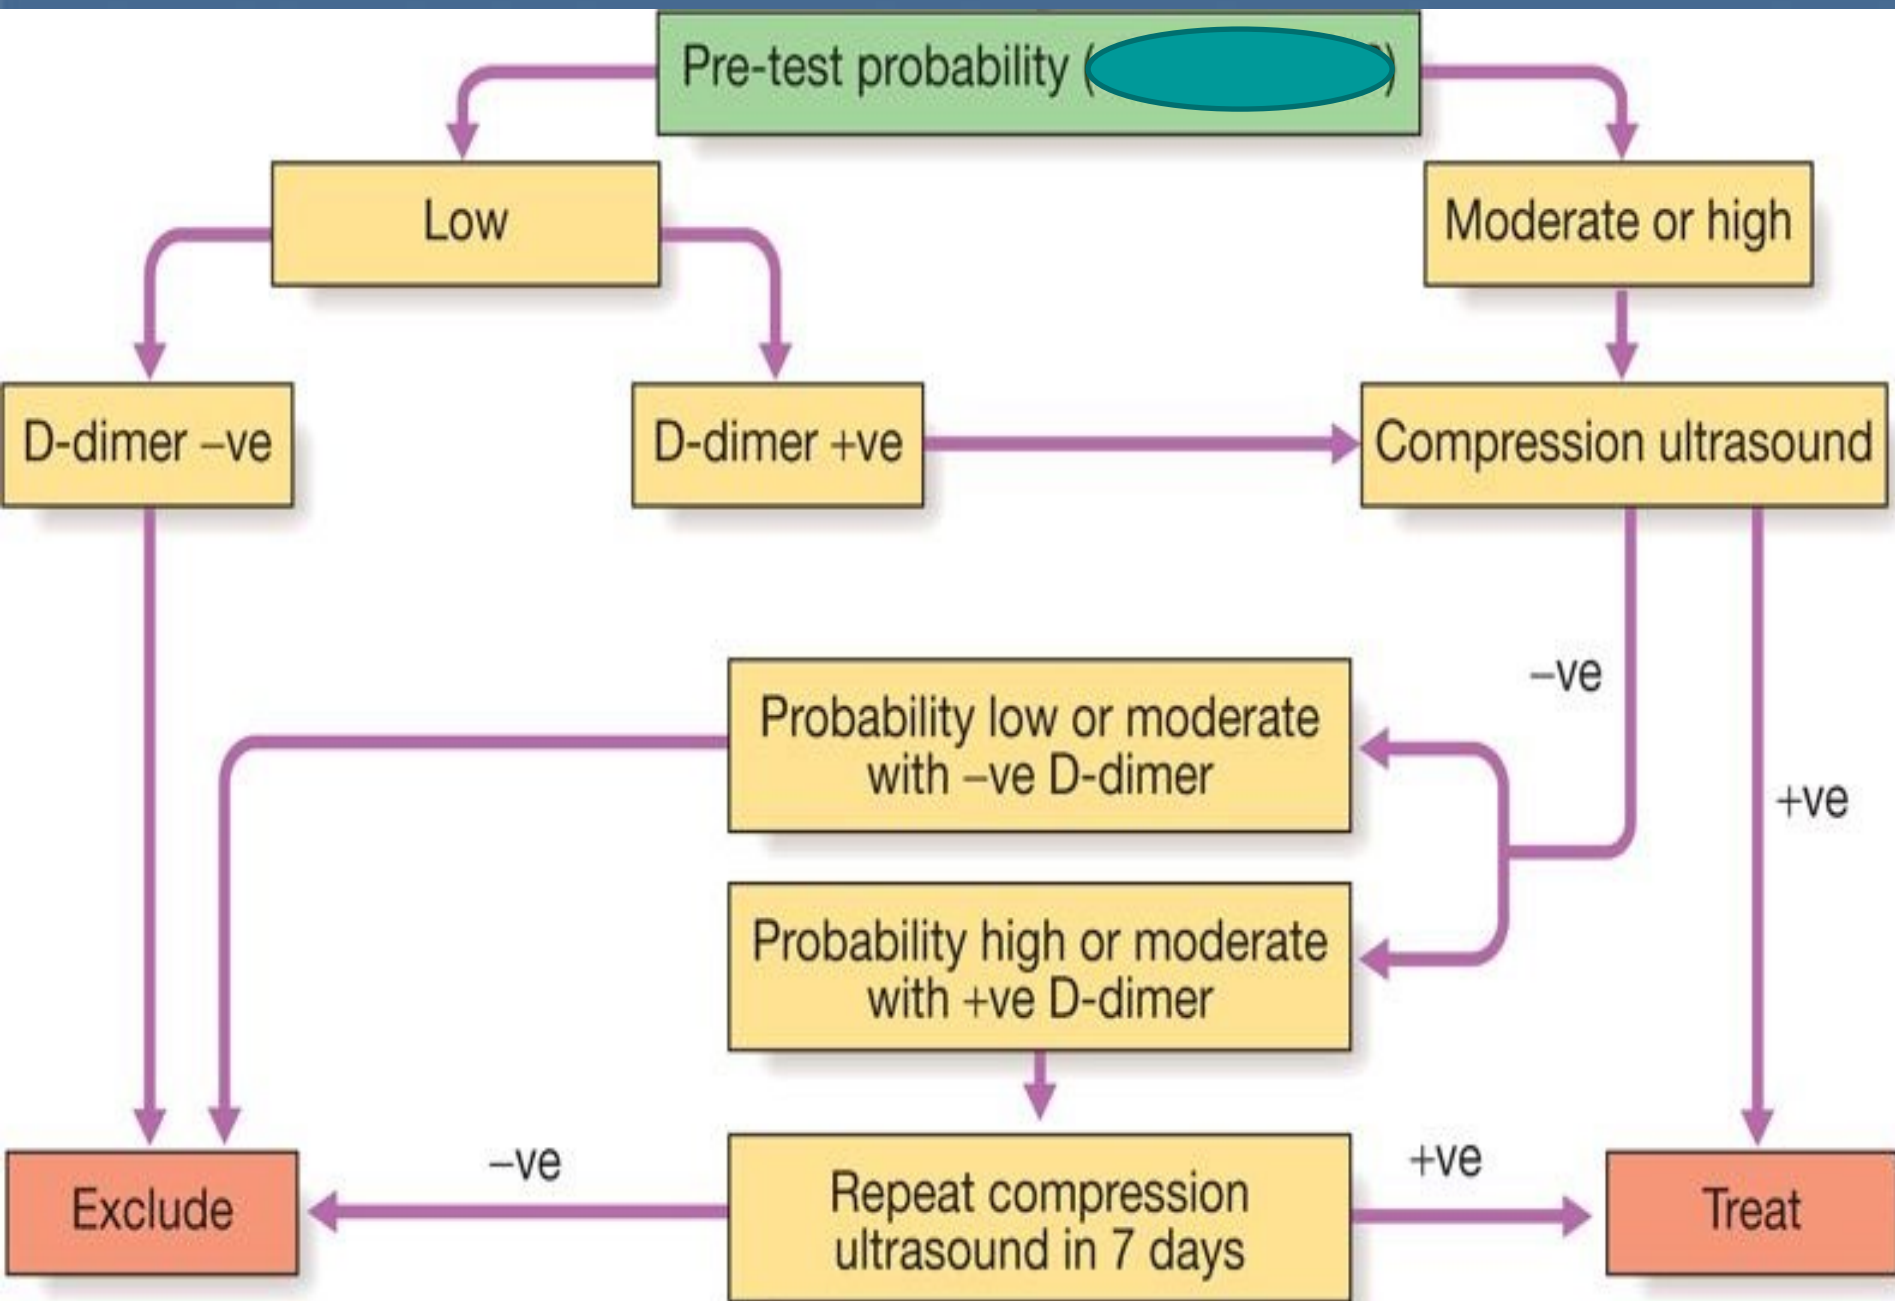 Pre-test probability (
Low
Moderate or high
D-dimer –ve
D-dimer +ve
Compression ultrasound
–ve
Probability low or moderate
with –ve D-dimer
+ve
Probability high or moderate
with +ve D-dimer
–ve
+ve
Exclude
Repeat compression
ultrasound in 7 days
Treat